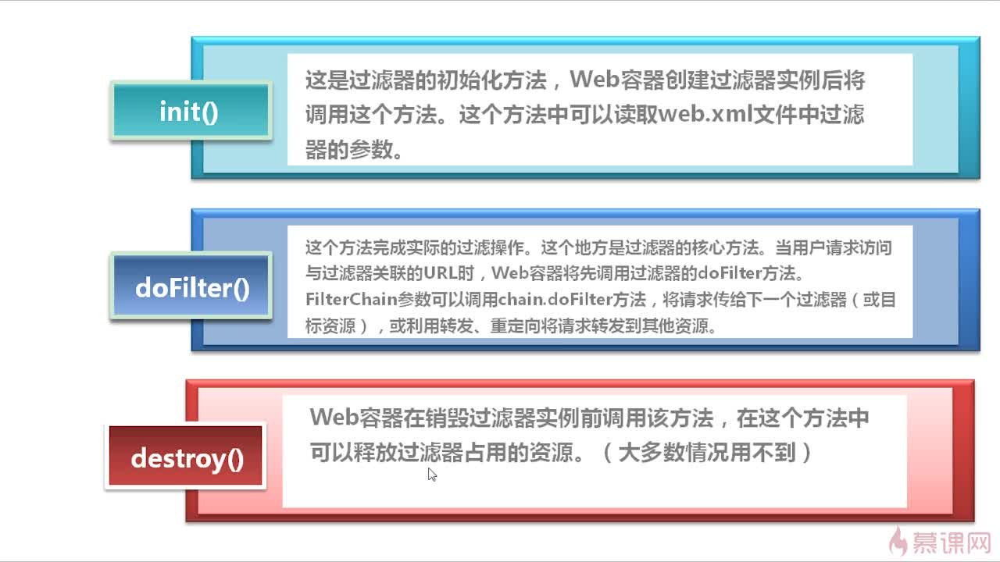 init()
这是过滤器的初始化方法，Web容器创建过滤器实例后将
调用这个方法。这个方法中可以读取web.xml文件中过滤
器的参数。
doFilter()
这个方法完成实际的过滤操作。这个地方是过滤器的核心方法。当用户请求访问
与过滤器关联的URL时，Web容器将先调用过滤器的doFilter方法。
FilterChain参数可以调用chain.doFilter方法，将请求传给下一个过滤器（或目
标资源），或利用转发、重定向将请求转发到其他资源。
destroy()
Web容器在销毁过滤器实例前调用该方法，在这个方法中
可以释放过滤器占用的资源。（大多数情况用不到）
慕课网